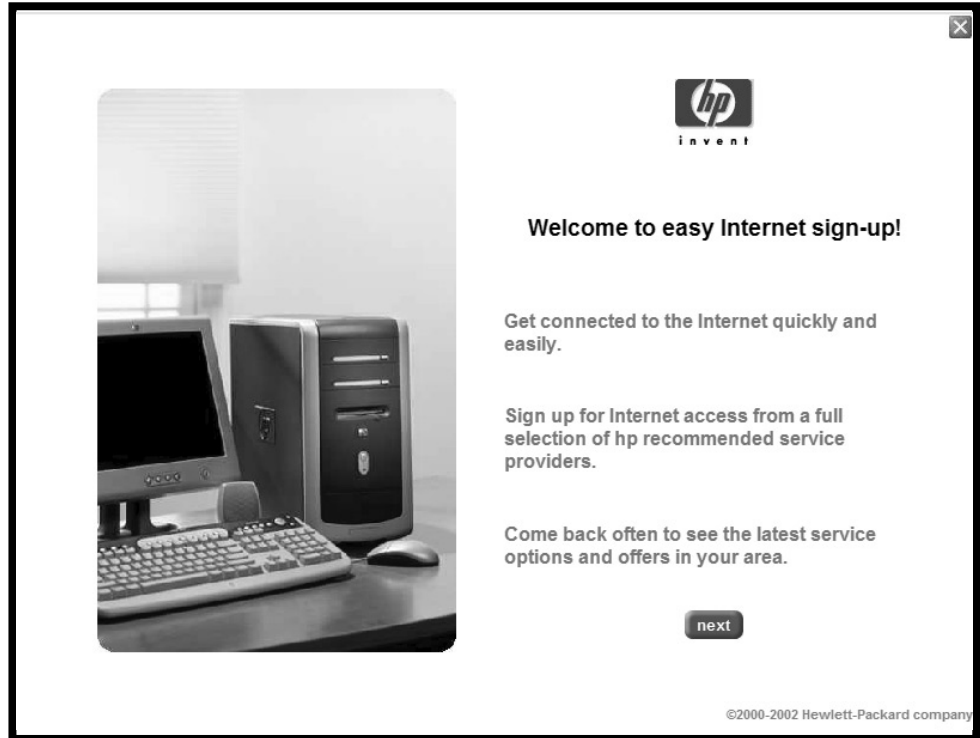 hp
invent
Welcome to easy Internet sign-up!
Get connected to the Internet quickly and
easily.
Sign up for Internet access from a full
selection of hp recommended service
providers.
Come back often to see the latest service
options and offers in your area.
next
©2000-2002 Hewlett-Packard company